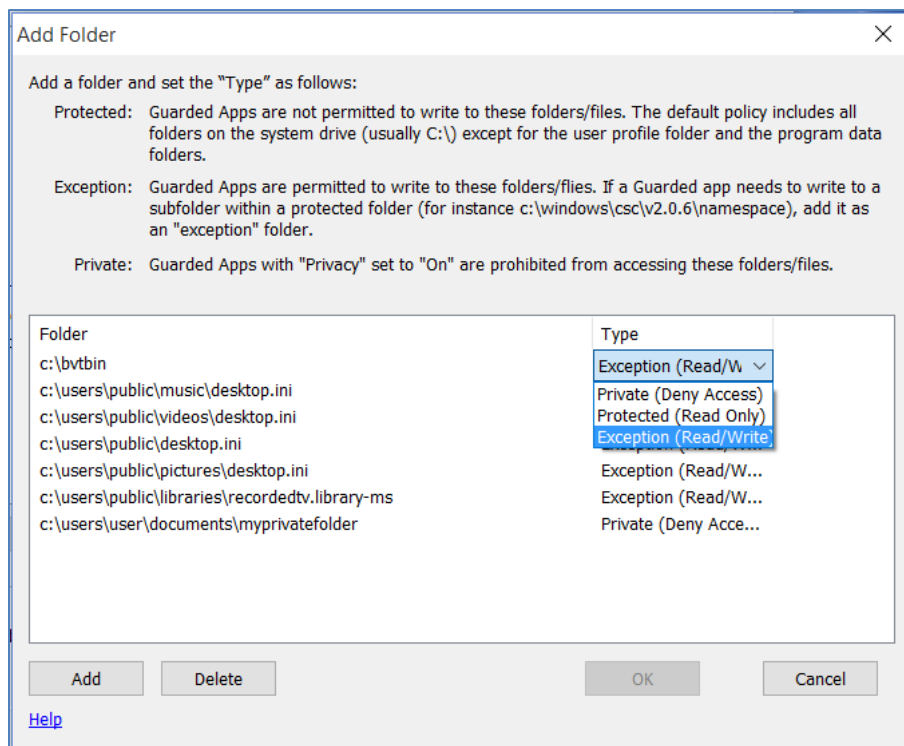 Add Folder
Add a folder and set the “Type” as follows:
Protected: Guarded Apps are not permitted to write to these folders/files. The default policy includes all
folders on the system drive (usually C:\) except for the user profile folder and the program data
folders.
Exception: Guarded Apps are permitted to write to these folders/flies. If a Guarded app needs to write to a
subfolder within a protected folder (for instance c:\windows\csc\v2.0.6\namespace), add it as
an "exception" folder.
Private: Guarded Apps with "Privacy" set to "On" are prohibited from accessing these folders/files.
Folder Type
c:\bvtbin Exception (Read/W
c:\users\public\music\desktop.ini Private (Deny Access)
c:\users\public\videos\desktop.ini Protected (Read Only)
c:\users\public\desktop.ini Exception (Read/Write)
c:\users\public\pictures\desktop.ini Exception (Read/W...
c:\users\public\libraries\recordedtv.library-ms Exception (Read/W...
c:\users\user\documents\myprivatefolder Private (Deny Acce...
Add Delete OK Cancel
Help